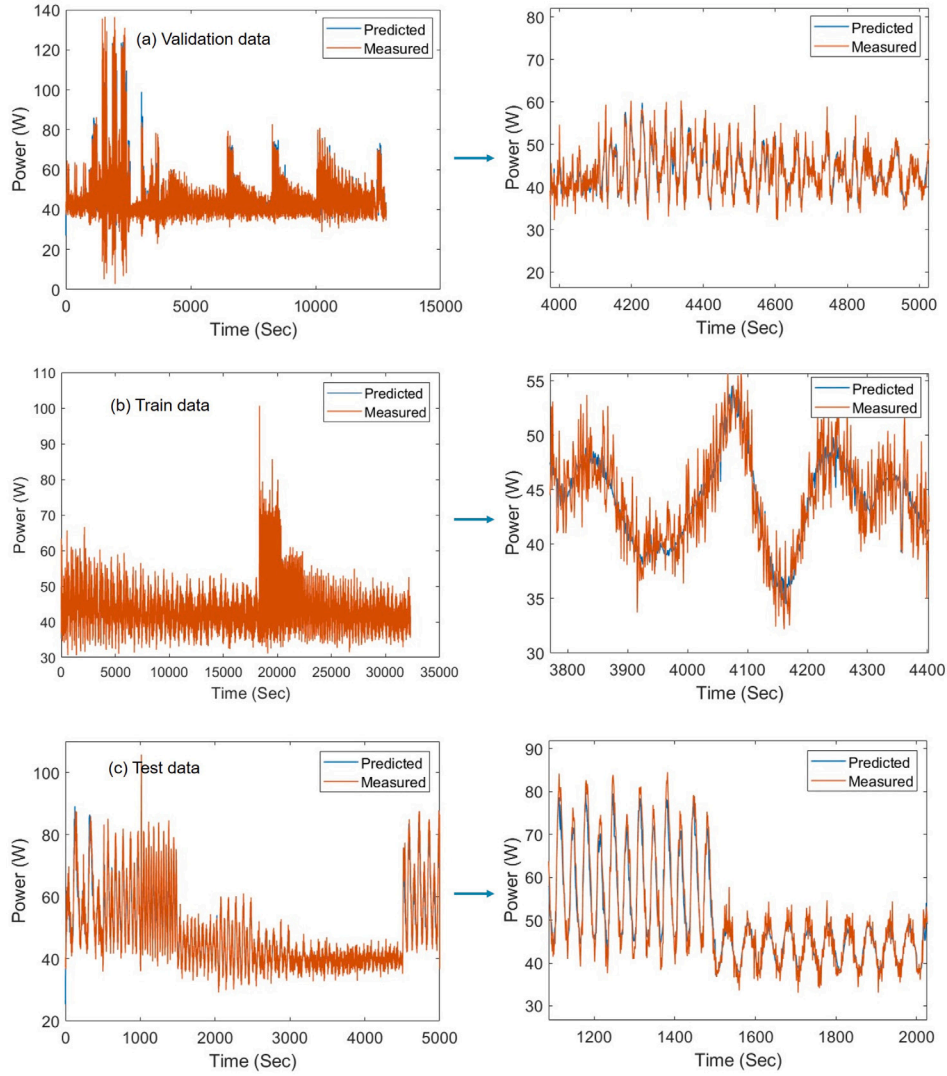 (a) Validation data
Predicted
Measured
140
120
100
80
60
40
20
0
Power (W)
0 5000 10000 15000
Time (Sec)
Predicted
Measured
80
70
60
50
40
30
20
Power (W)
4000 4200 4400 4600 4800 5000
Time (Sec)
(b) Train data
Predicted
Measured
110
100
90
80
70
60
50
40
30
Power (W)
0 5000 10000 15000 20000 25000 30000 35000
Time (Sec)
Predicted
Measured
55
50
45
40
35
30
Power (W)
3800 3900 4000 4100 4200 4300 4400
Time (Sec)
(c) Test data
Predicted
Measured
100
80
60
40
20
Power (W)
0 1000 2000 3000 4000 5000
Time (Sec)
Predicted
Measured
90
80
70
60
50
40
30
Power (W)
1200 1400 1600 1800 2000
Time (Sec)